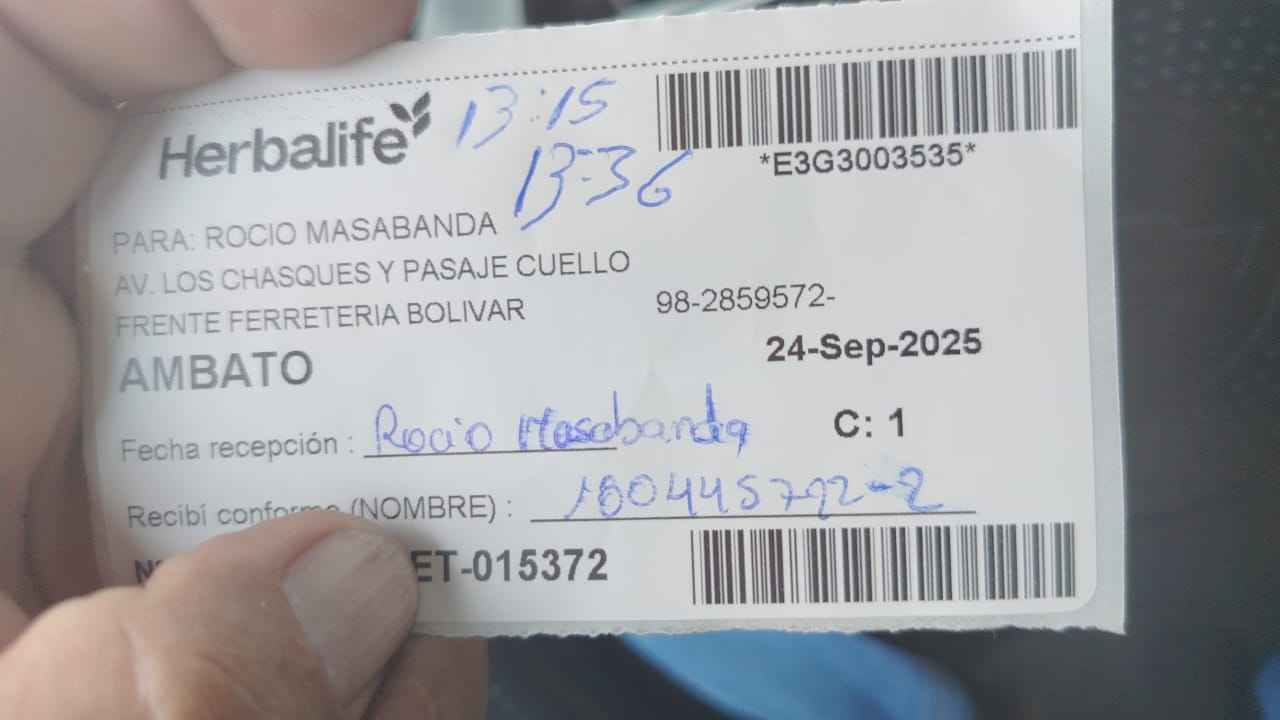 Herbalife
13:15
13:36
*E3G3003535*
PARA: ROCIO MASABANDA
AV. LOS CHASQUES Y PASAJE CUELLO
FRENTE FERRETERIA BOLIVAR
98-2859572-
AMBATO
24-Sep-2025
Fecha recepción : Rocio Masabanda
C: 1
Recibí conforme (NOMBRE) : 180445792-2
ET-015372